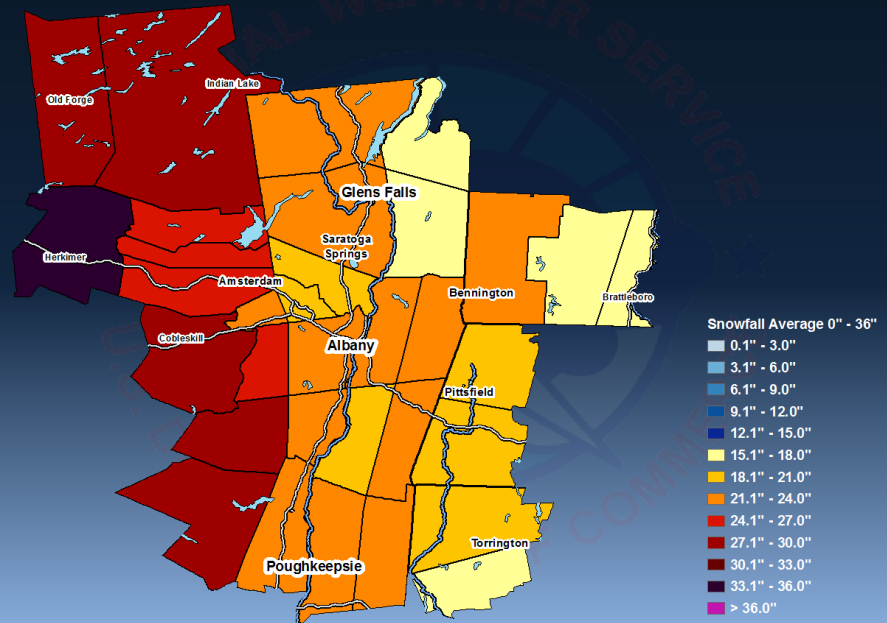 NATIONAL WEATHER SERVICE
Indian Lake
Old Forge
Glens Falls
Saratoga
Springs
Herkimer
Amsterdam
Bennington
Brattleboro
Cobleskill
Albany
Pittsfield
Torrington
Poughkeepsie
Snowfall Average 0" - 36"
0.1" - 3.0"
3.1" - 6.0"
6.1" - 9.0"
9.1" - 12.0"
12.1" - 15.0"
15.1" - 18.0"
18.1" - 21.0"
21.1" - 24.0"
24.1" - 27.0"
27.1" - 30.0"
30.1" - 33.0"
33.1" - 36.0"
> 36.0"